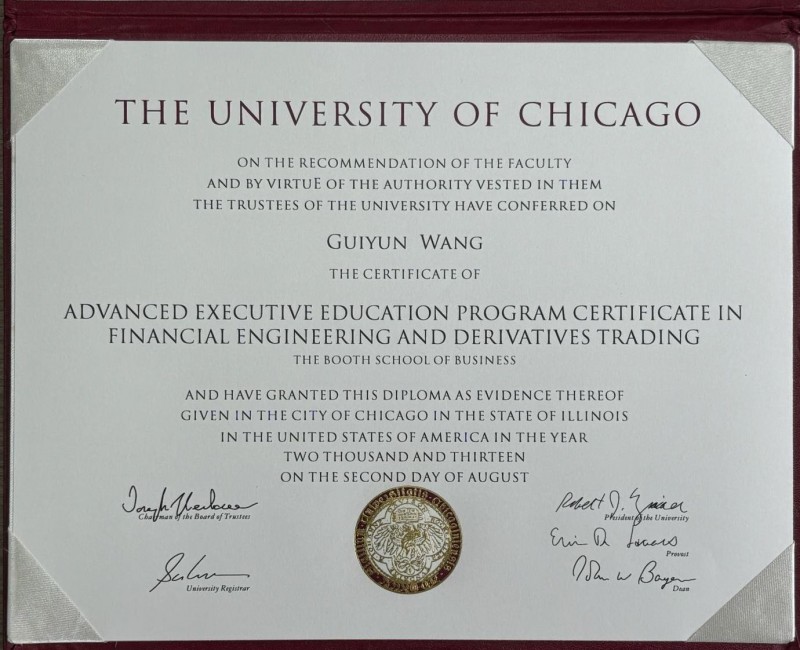 THE UNIVERSITY OF CHICAGO
ON THE RECOMMENDATION OF THE FACULTY
AND BY VIRTUE OF THE AUTHORITY VESTED IN THEM
THE TRUSTEES OF THE UNIVERSITY HAVE CONFERRED ON
GUIYUN WANG
THE CERTIFICATE OF
ADVANCED EXECUTIVE EDUCATION PROGRAM CERTIFICATE IN
FINANCIAL ENGINEERING AND DERIVATIVES TRADING
THE BOOTH SCHOOL OF BUSINESS
AND HAVE GRANTED THIS DIPLOMA AS EVIDENCE THEREOF
GIVEN IN THE CITY OF CHICAGO IN THE STATE OF ILLINOIS
IN THE UNITED STATES OF AMERICA IN THE YEAR
TWO THOUSAND AND THIRTEEN
ON THE SECOND DAY OF AUGUST
Chairman of the Board of Trustees
University Registrar
Robert J.
President of the University
Provost
John W
Dean